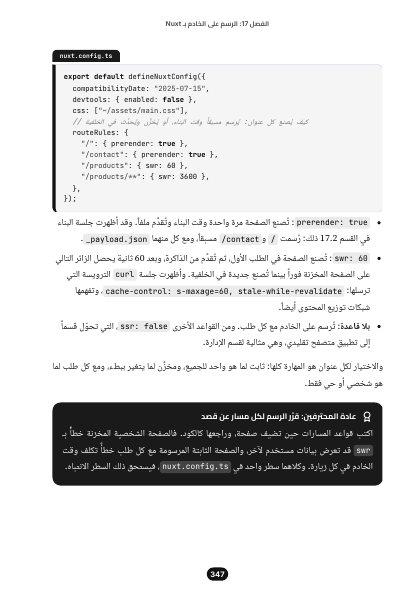 الفصل 17: الرسم على الخادم بـ Nuxt
nuxt.config.ts
export default defineNuxtConfig({
compatibilityDate: "2025-07-15",
devtools: { enabled: false },
css: ["~/assets/main.css"],
// كيف يُصنع كل عنوان: يُرسم مسبقاً وقت البناء، أو يُخزَّن ويُحدَّث في الخلفية
routeRules: {
"/": { prerender: true },
"/contact": { prerender: true },
"/products": { swr: 60 },
"/products/**": { swr: 3600 },
},
});
• prerender: true : تُصنع الصفحة مرة واحدة وقت البناء وتُقدَّم ملفاً. وقد أظهرت جلسة البناء
في القسم 17.2 ذلك: رُسمت / و /contact مسبقاً، ومع كل منهما _payload.json.
• swr: 60 : تُصنع الصفحة في الطلب الأول، ثم تُقدَّم من الذاكرة، وبعد 60 ثانية يحصل الزائر التالي
على الصفحة المخزنة فوراً بينما تُصنع جديدة في الخلفية. وأظهرت جلسة curl الترويسة التي
ترسلها: cache-control: s-maxage=60, stale-while-revalidate ، وتفهمها
شبكات توزيع المحتوى أيضاً.
• بلا قاعدة: تُرسم على الخادم مع كل طلب. ومن القواعد الأخرى ssr: false ، التي تحوّل قسماً
إلى تطبيق متصفح تقليدي، وهي مثالية لقسم الإدارة.
والاختيار لكل عنوان هو المهارة كلها: ثابت لما هو واحد للجميع، ومخزَّن لما يتغير ببطء، ومع كل طلب لما
هو شخصي أو حي فقط.
عادة المحترفين: قرّر الرسم لكل مسار عن قصد
اكتب قواعد المسارات حين تضيف صفحة، وراجعها كالكود. فالصفحة الشخصية المخزنة خطأً بـ
swr قد تعرض بيانات مستخدم لآخر، والصفحة الثابتة المرسومة مع كل طلب خطأً تكلف وقت
الخادم في كل زيارة. وكلاهما سطر واحد في nuxt.config.ts ، فيستحق ذلك السطر الانتباه.
347